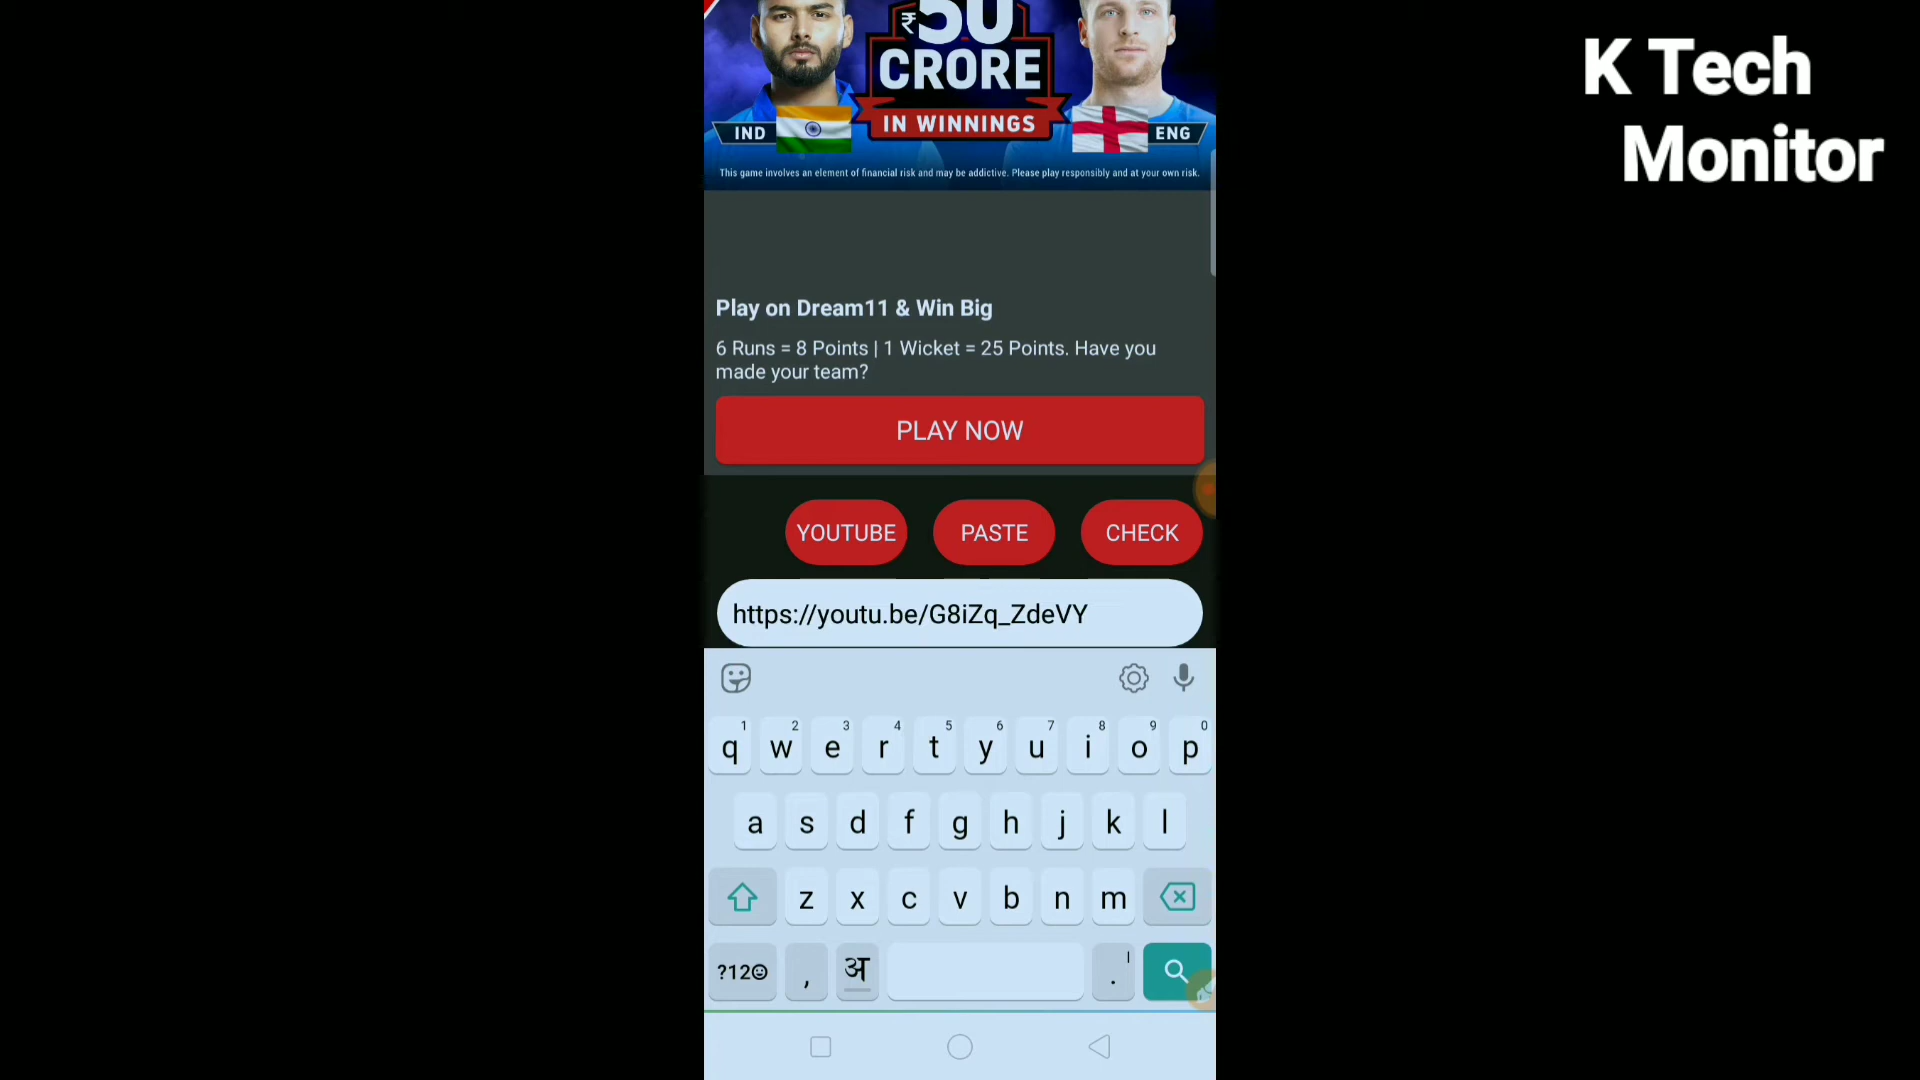 K Tech
Monitor
₹50
CRORE
IN WINNINGS
IND
ENG
This game involves an element of financial risk and may be addictive. Please play responsibly and at your own risk.
Play on Dream11 & Win Big
6 Runs = 8 Points | 1 Wicket = 25 Points. Have you
made your team?
PLAY NOW
YOUTUBE PASTE CHECK
https://youtu.be/G8iZq_ZdeVY
1 2 3 4 5 6 7 8 9 0
q w e r t y u i o p
a s d f g h j k l
z x c v b n m
?12☺ , अ .